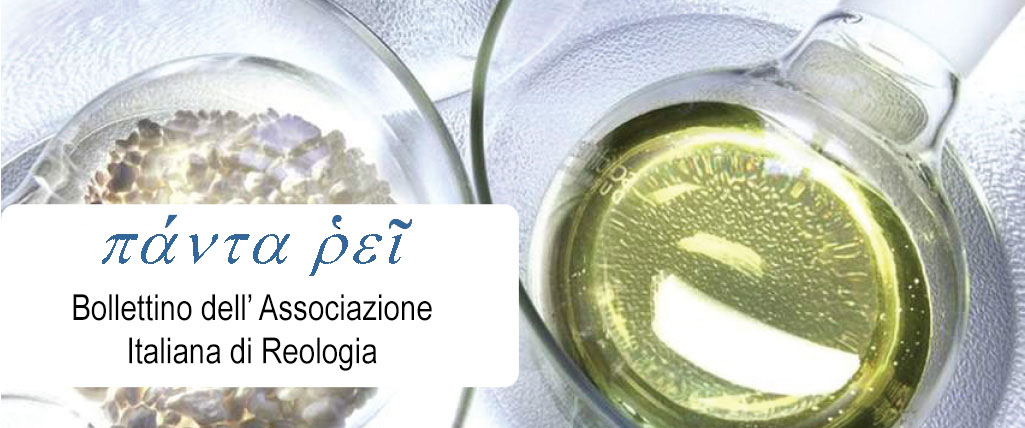 πάντα ῥεῖ
Bollettino dell’ Associazione
Italiana di Reologia